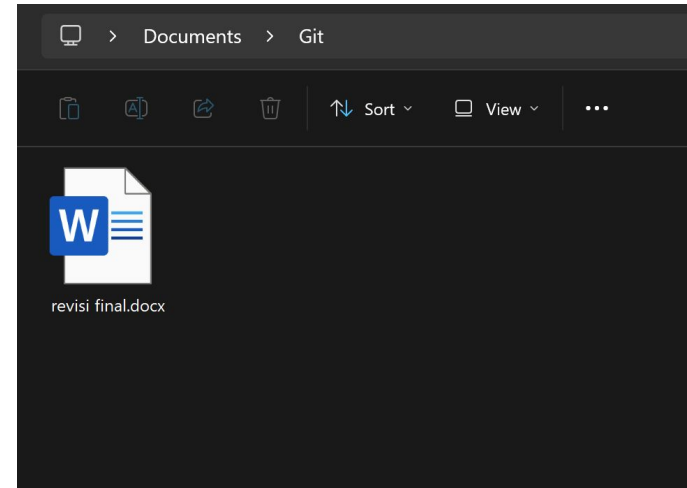 Documents > Git
Sort View •••
W
revisi final.docx